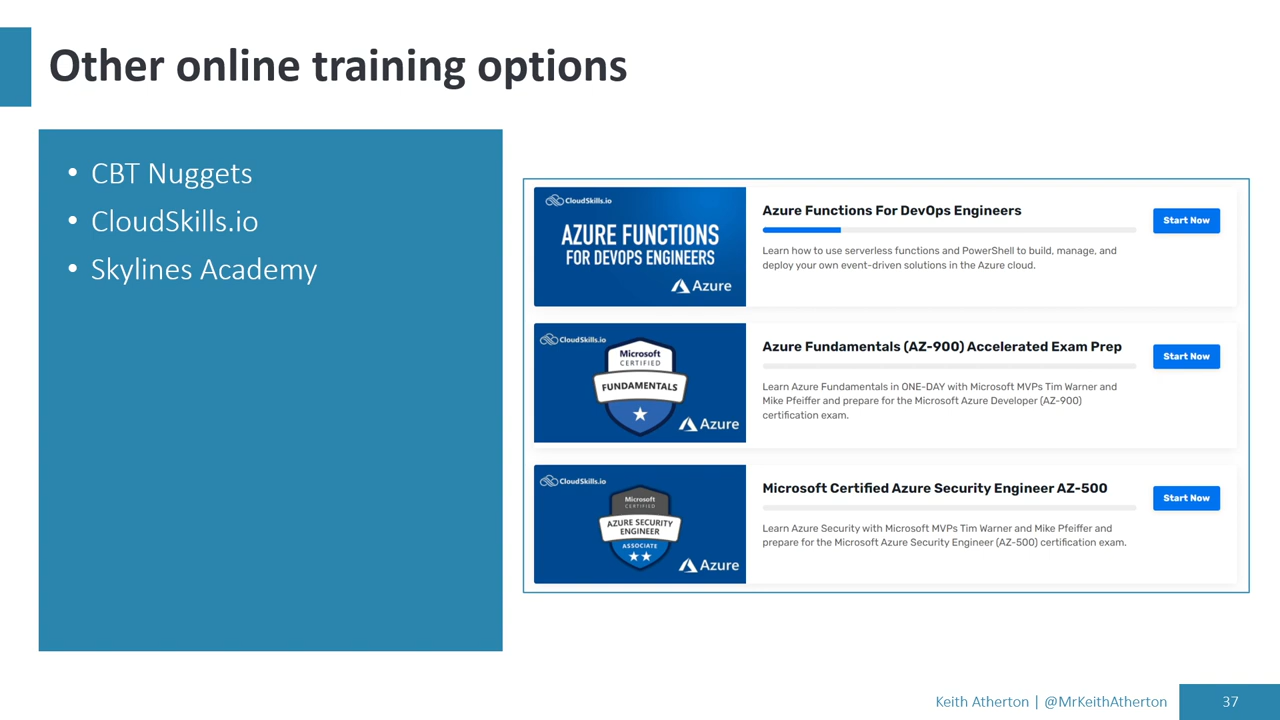 Other online training options
• CBT Nuggets
• CloudSkills.io
• Skylines Academy
CloudSkills.io
AZURE FUNCTIONS
FOR DEVOPS ENGINEERS
Azure
Azure Functions For DevOps Engineers
Start Now
Learn how to use serverless functions and PowerShell to build, manage, and
deploy your own event-driven solutions in the Azure cloud.
CloudSkills.io
Microsoft
CERTIFIED
FUNDAMENTALS
Azure
Azure Fundamentals (AZ-900) Accelerated Exam Prep
Start Now
Learn Azure Fundamentals in ONE-DAY with Microsoft MVPs Tim Warner and
Mike Pfeiffer and prepare for the Microsoft Azure Developer (AZ-900)
certification exam.
CloudSkills.io
Microsoft
CERTIFIED
AZURE SECURITY
ENGINEER
ASSOCIATE
Azure
Microsoft Certified Azure Security Engineer AZ-500
Start Now
Learn Azure Security with Microsoft MVPs Tim Warner and Mike Pfeiffer and
prepare for the Microsoft Azure Security Engineer (AZ-500) certification exam.
Keith Atherton | @MrKeithAtherton
37